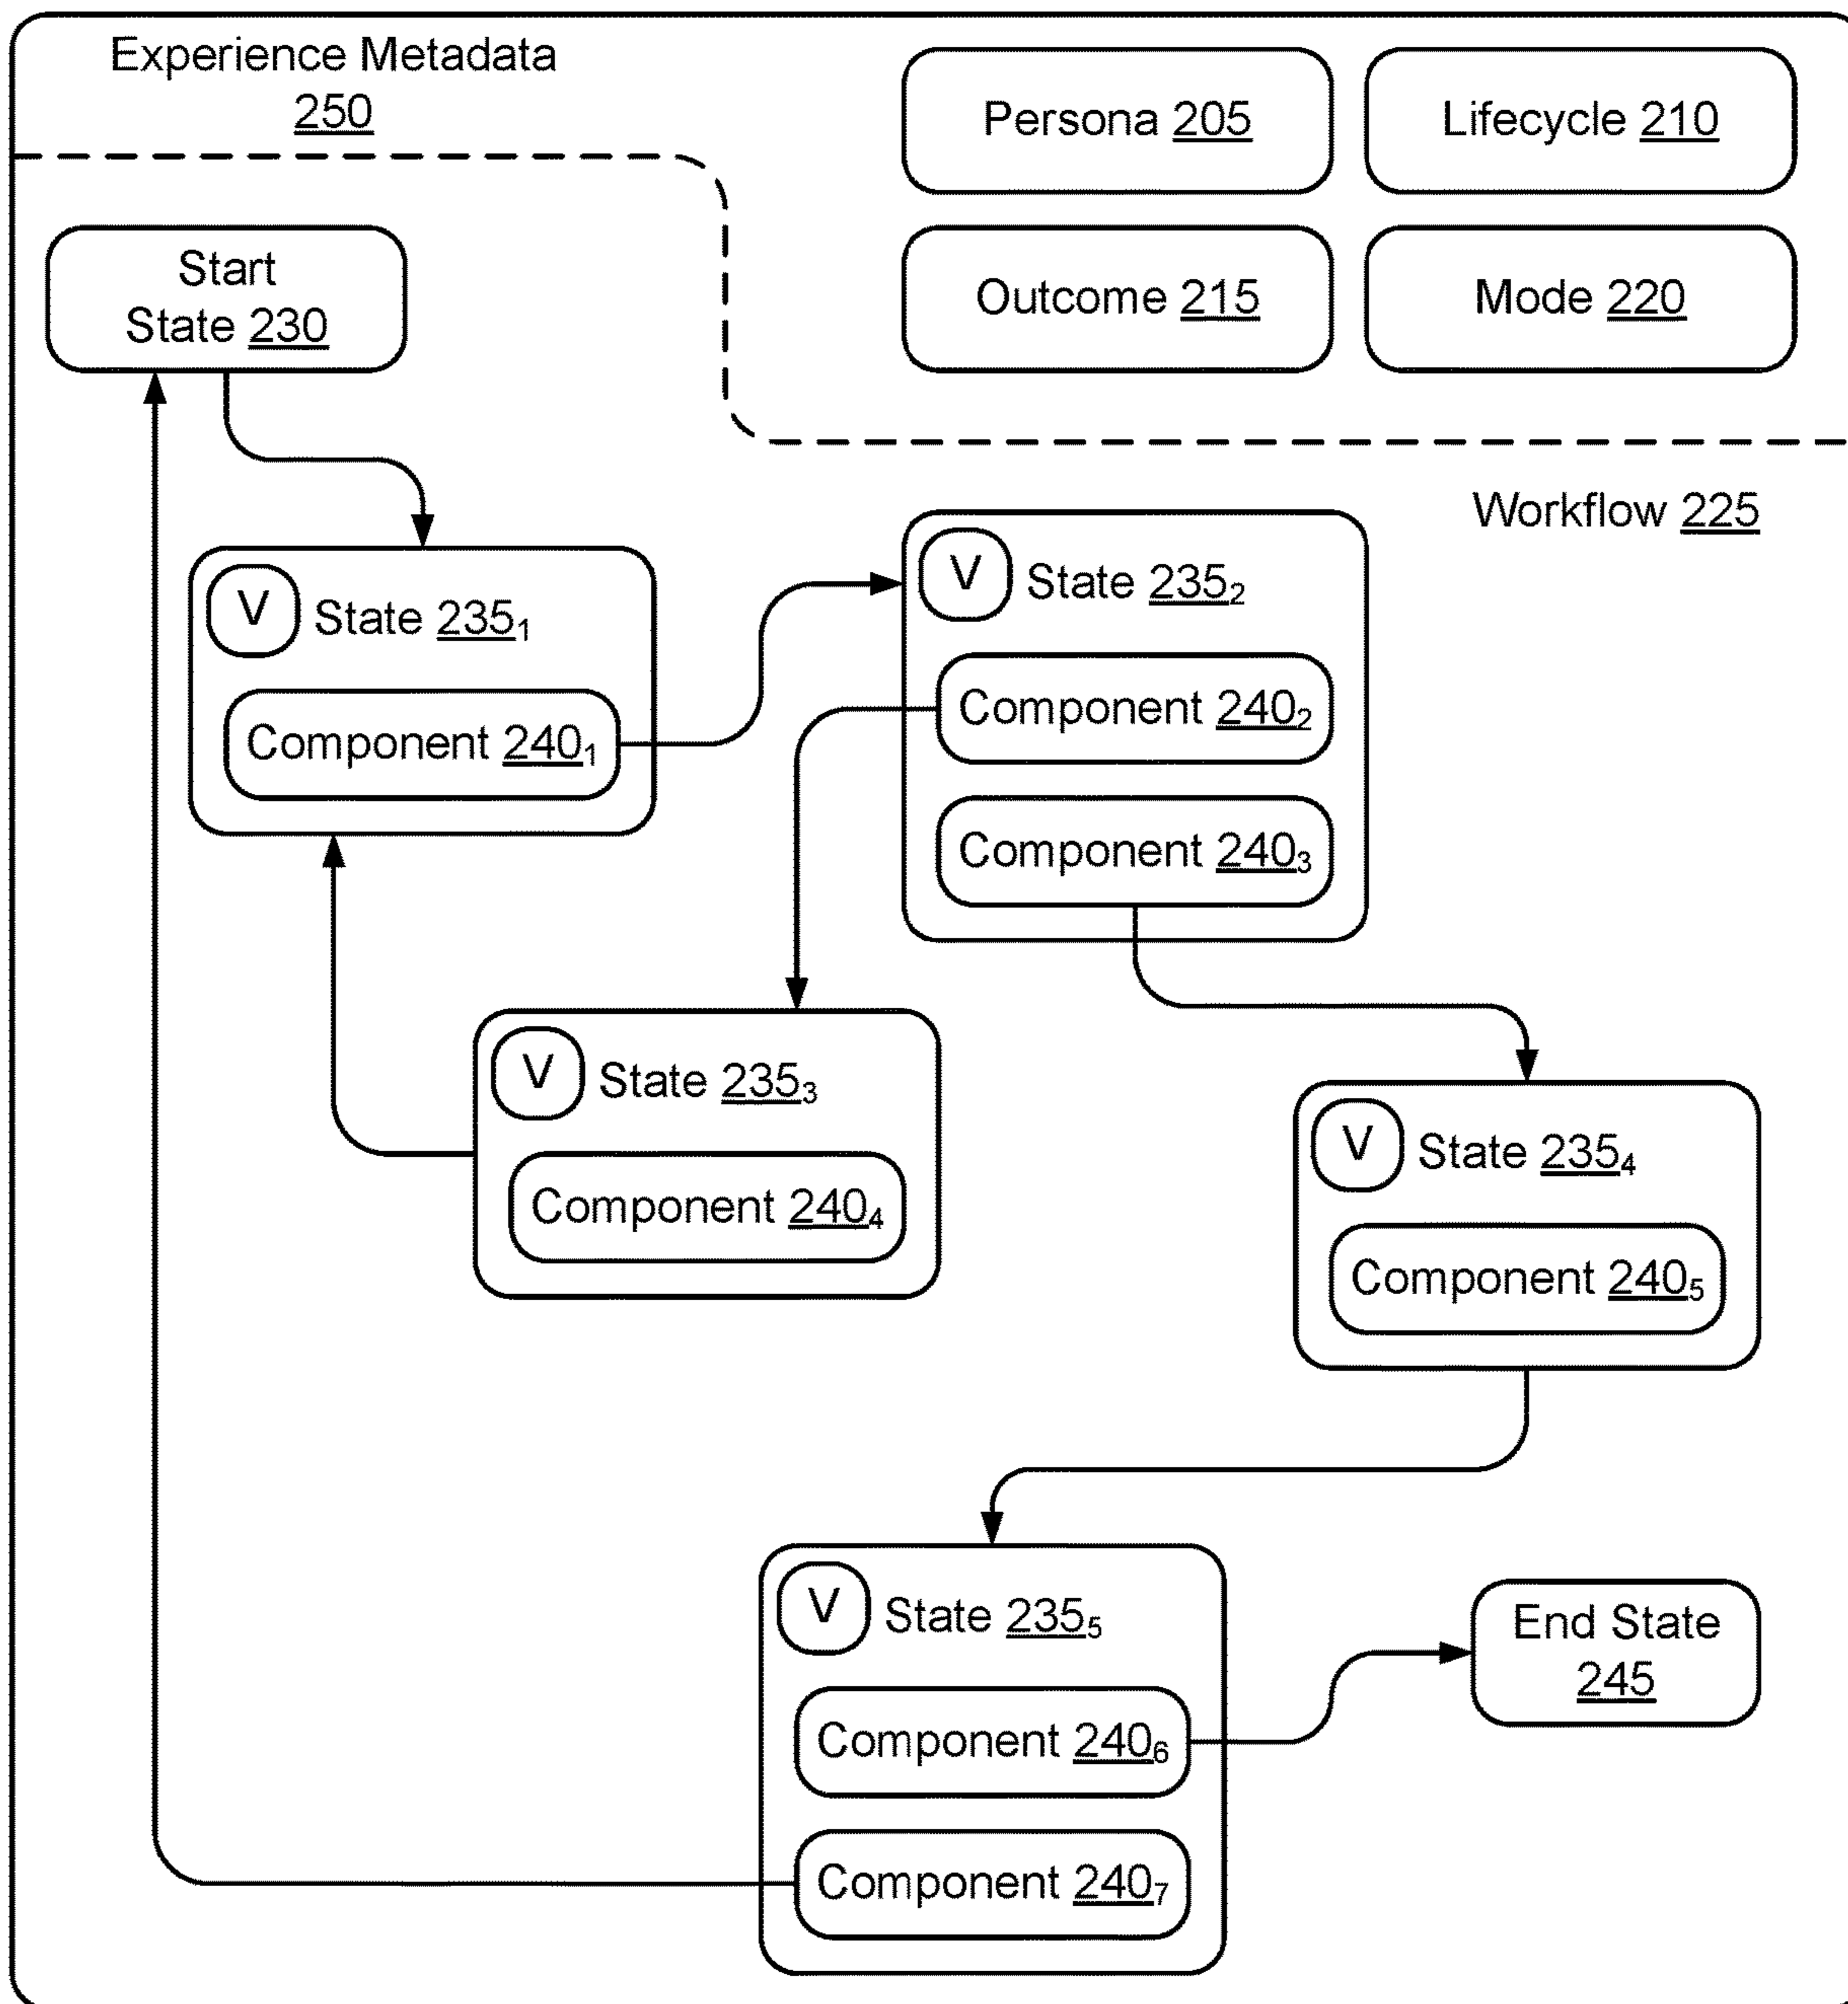 Experience Metadata
250
Persona 205
Lifecycle 210
Outcome 215
Mode 220
Start
State 230
Workflow 225
V
State 235₁
Component 240₁
V
State 235₂
Component 240₂
Component 240₃
V
State 235₃
Component 240₄
V
State 235₄
Component 240₅
V
State 235₅
Component 240₆
Component 240₇
End State
245